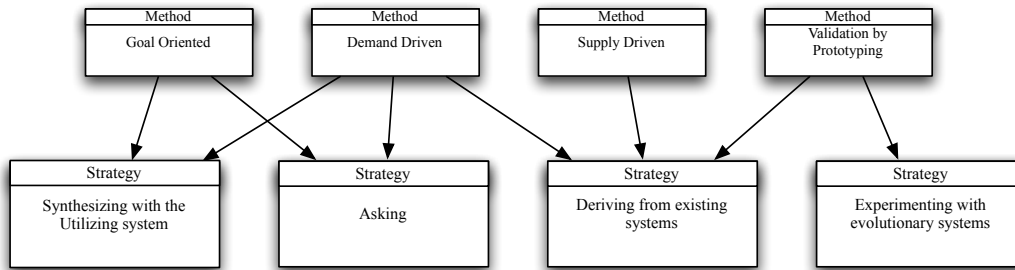 Method
Goal Oriented
Method
Demand Driven
Method
Supply Driven
Method
Validation by
Prototyping
Strategy
Synthesizing with the
Utilizing system
Strategy
Asking
Strategy
Deriving from existing
systems
Strategy
Experimenting with
evolutionary systems